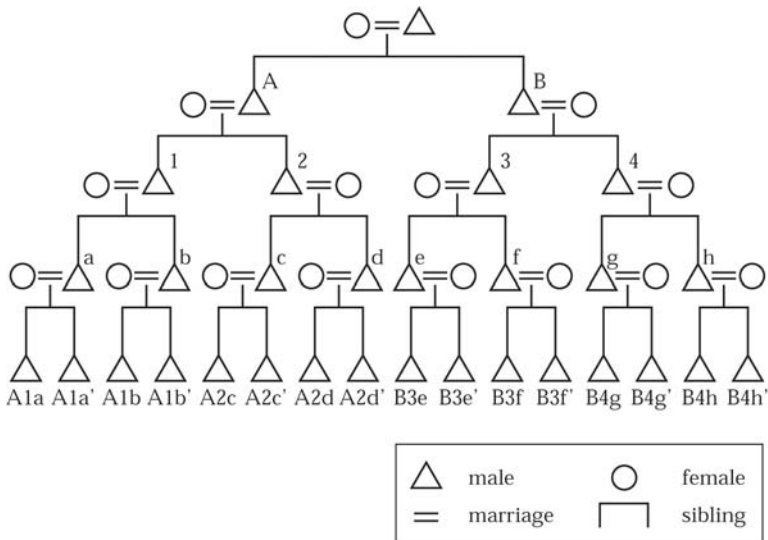 A B
1 2 3 4
a b c d e f g h
A1a A1a’ A1b A1b’ A2c A2c’ A2d A2d’ B3e B3e’ B3f B3f’ B4g B4g’ B4h B4h’
male female
marriage sibling